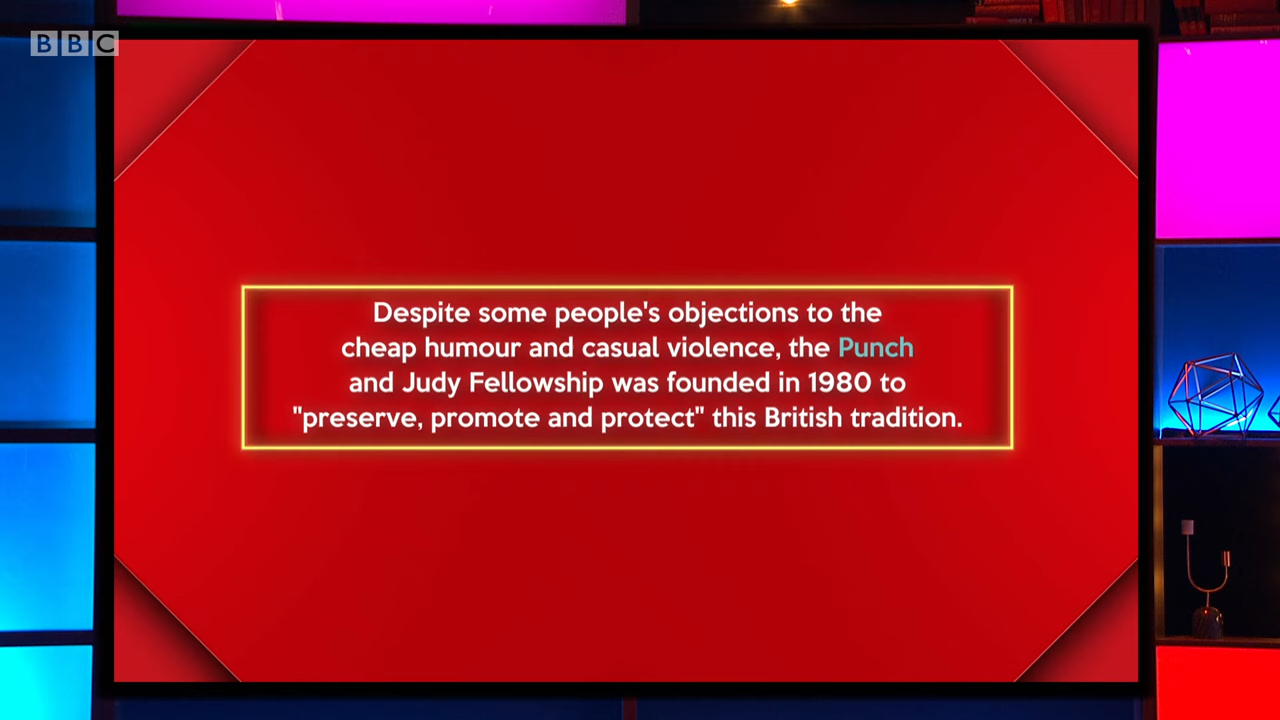 BBC
Despite some people's objections to the
cheap humour and casual violence, the Punch
and Judy Fellowship was founded in 1980 to
"preserve, promote and protect" this British tradition.